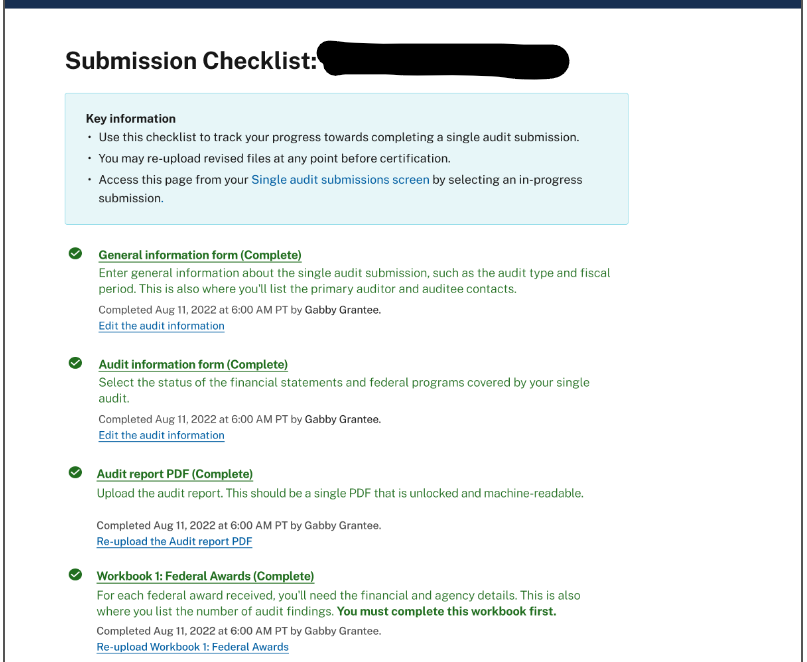 Submission Checklist:
Key information
• Use this checklist to track your progress towards completing a single audit submission.
• You may re-upload revised files at any point before certification.
• Access this page from your Single audit submissions screen by selecting an in-progress
submission.
General information form (Complete)
Enter general information about the single audit submission, such as the audit type and fiscal
period. This is also where you'll list the primary auditor and auditee contacts.
Completed Aug 11, 2022 at 6:00 AM PT by Gabby Grantee.
Edit the audit information
Audit information form (Complete)
Select the status of the financial statements and federal programs covered by your single
audit.
Completed Aug 11, 2022 at 6:00 AM PT by Gabby Grantee.
Edit the audit information
Audit report PDF (Complete)
Upload the audit report. This should be a single PDF that is unlocked and machine-readable.
Completed Aug 11, 2022 at 6:00 AM PT by Gabby Grantee.
Re-upload the Audit report PDF
Workbook 1: Federal Awards (Complete)
For each federal award received, you'll need the financial and agency details. This is also
where you list the number of audit findings. You must complete this workbook first.
Completed Aug 11, 2022 at 6:00 AM PT by Gabby Grantee.
Re-upload Workbook 1: Federal Awards